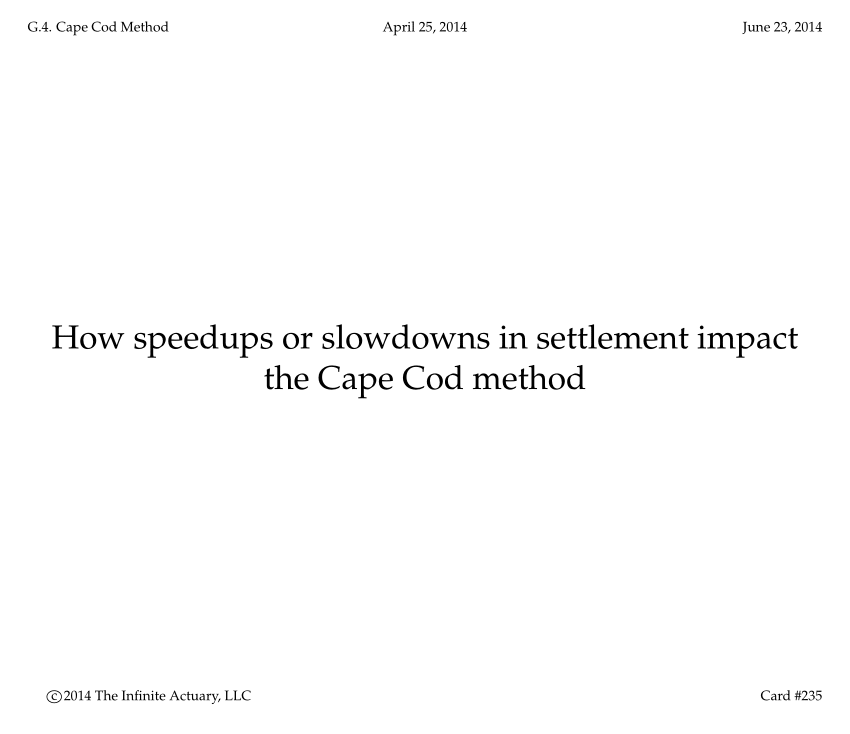 G.4. Cape Cod Method April 25, 2014 June 23, 2014
How speedups or slowdowns in settlement impact
the Cape Cod method
©2014 The Infinite Actuary, LLC Card #235